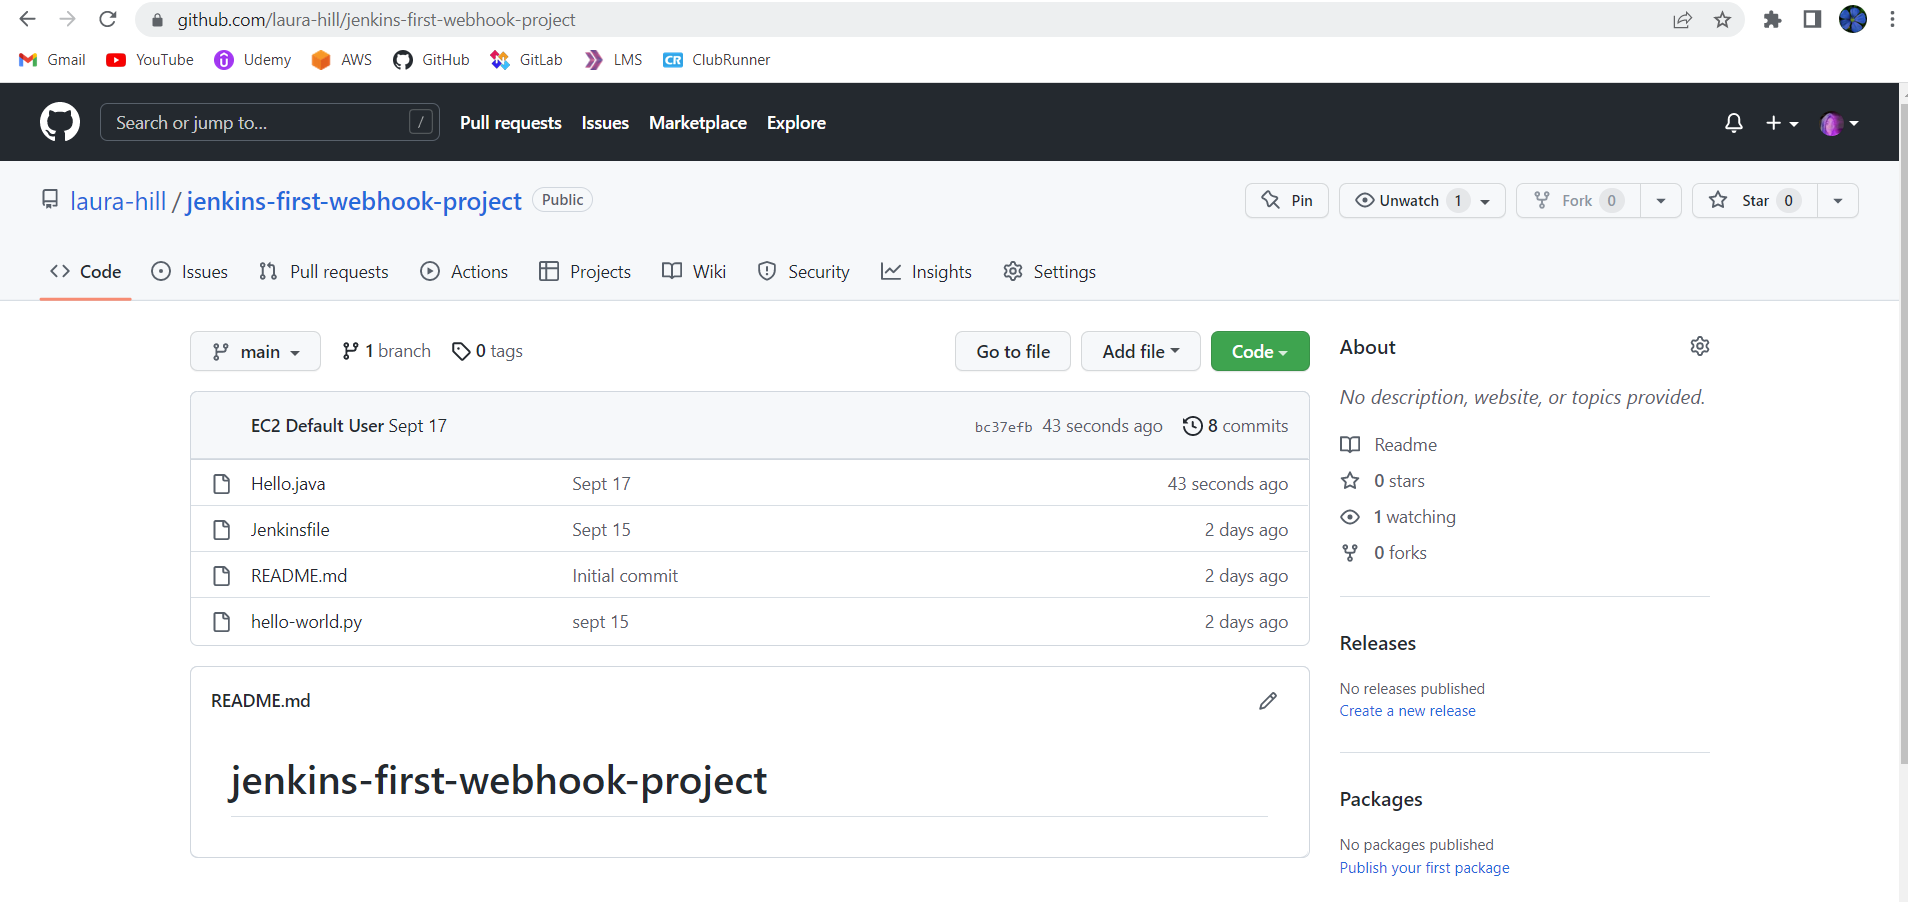 github.com/laura-hill/jenkins-first-webhook-project
Gmail YouTube Udemy AWS GitHub GitLab LMS CR ClubRunner
Search or jump to... / Pull requests Issues Marketplace Explore
laura-hill / jenkins-first-webhook-project Public Pin Unwatch 1 Fork 0 Star 0
Code Issues Pull requests Actions Projects Wiki Security Insights Settings
main 1 branch 0 tags Go to file Add file Code
EC2 Default User Sept 17 bc37efb 43 seconds ago 8 commits
Hello.java Sept 17 43 seconds ago
Jenkinsfile Sept 15 2 days ago
README.md Initial commit 2 days ago
hello-world.py sept 15 2 days ago
README.md
jenkins-first-webhook-project
About
No description, website, or topics provided.
Readme
0 stars
1 watching
0 forks
Releases
No releases published
Create a new release
Packages
No packages published
Publish your first package